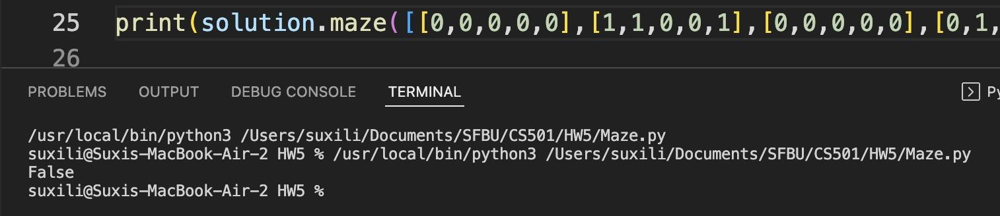 25 print(solution.maze([[0,0,0,0,0],[1,1,0,0,1],[0,0,0,0,0],[0,1,
26
PROBLEMS OUTPUT DEBUG CONSOLE TERMINAL Py
/usr/local/bin/python3 /Users/suxili/Documents/SFBU/CS501/HW5/Maze.py
suxili@Suxis-MacBook-Air-2 HW5 % /usr/local/bin/python3 /Users/suxili/Documents/SFBU/CS501/HW5/Maze.py
False
suxili@Suxis-MacBook-Air-2 HW5 %